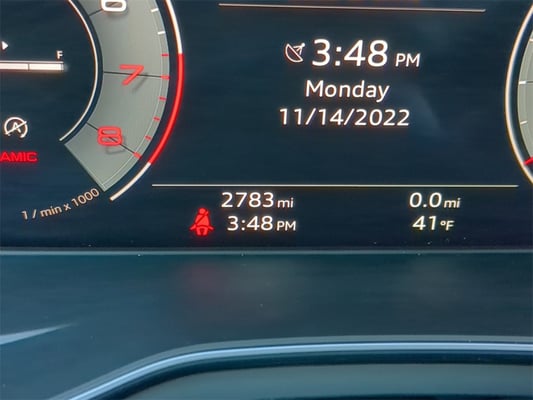 6
7
8
F
A
AMIC
1 / min x 1000
3:48 PM
Monday
11/14/2022
2783 mi
3:48 PM
0.0 mi
41°F